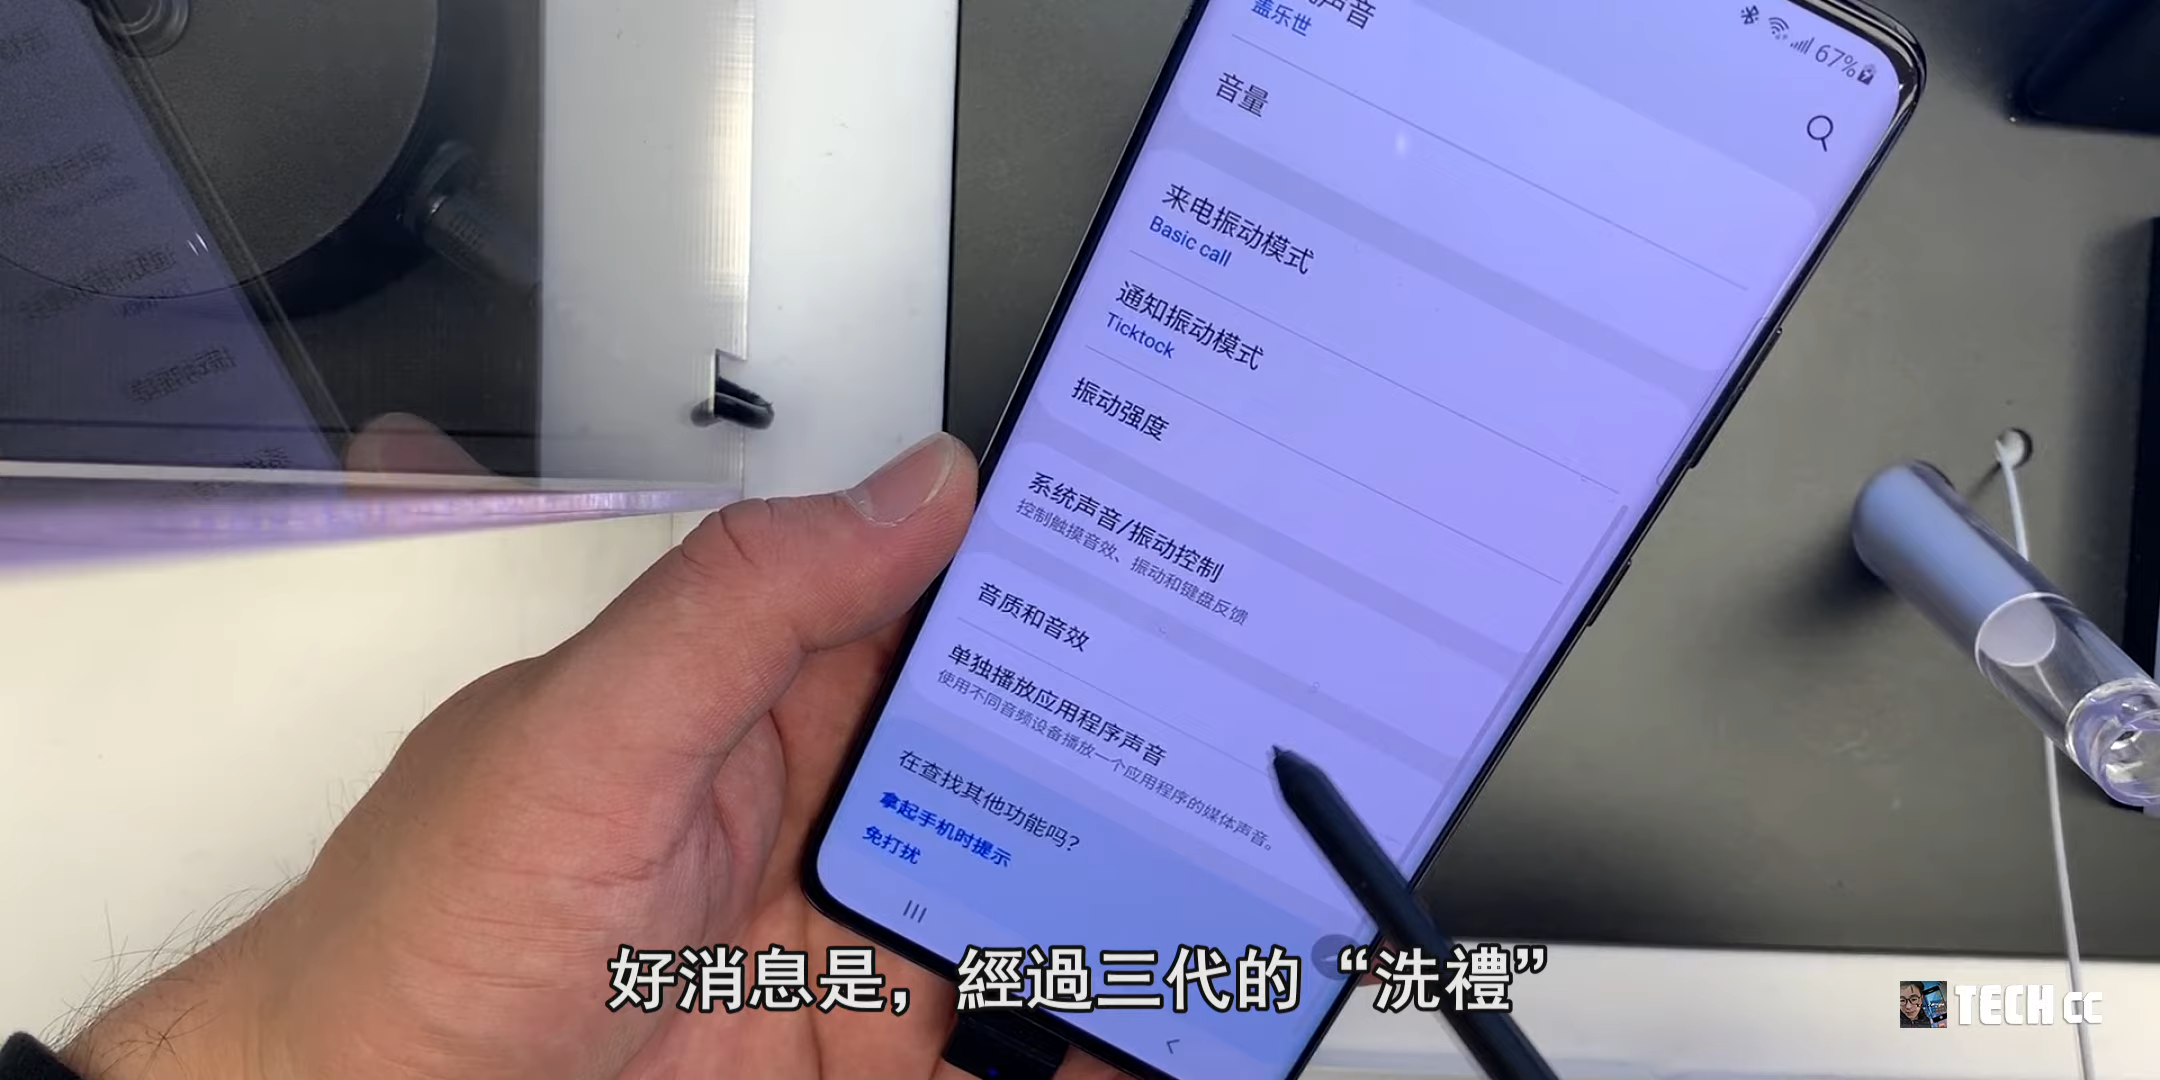 67%
盖乐世
音量
来电振动模式
Basic call
通知振动模式
Ticktock
振动强度
系统声音/振动控制
控制触摸音效、振动和键盘反馈
音质和音效
单独播放应用程序声音
使用不同音频设备播放一个应用程序的媒体声音。
在查找其他功能吗?
拿起手机时提示
免打扰
好消息是，經過三代的“洗禮”
TECH CC